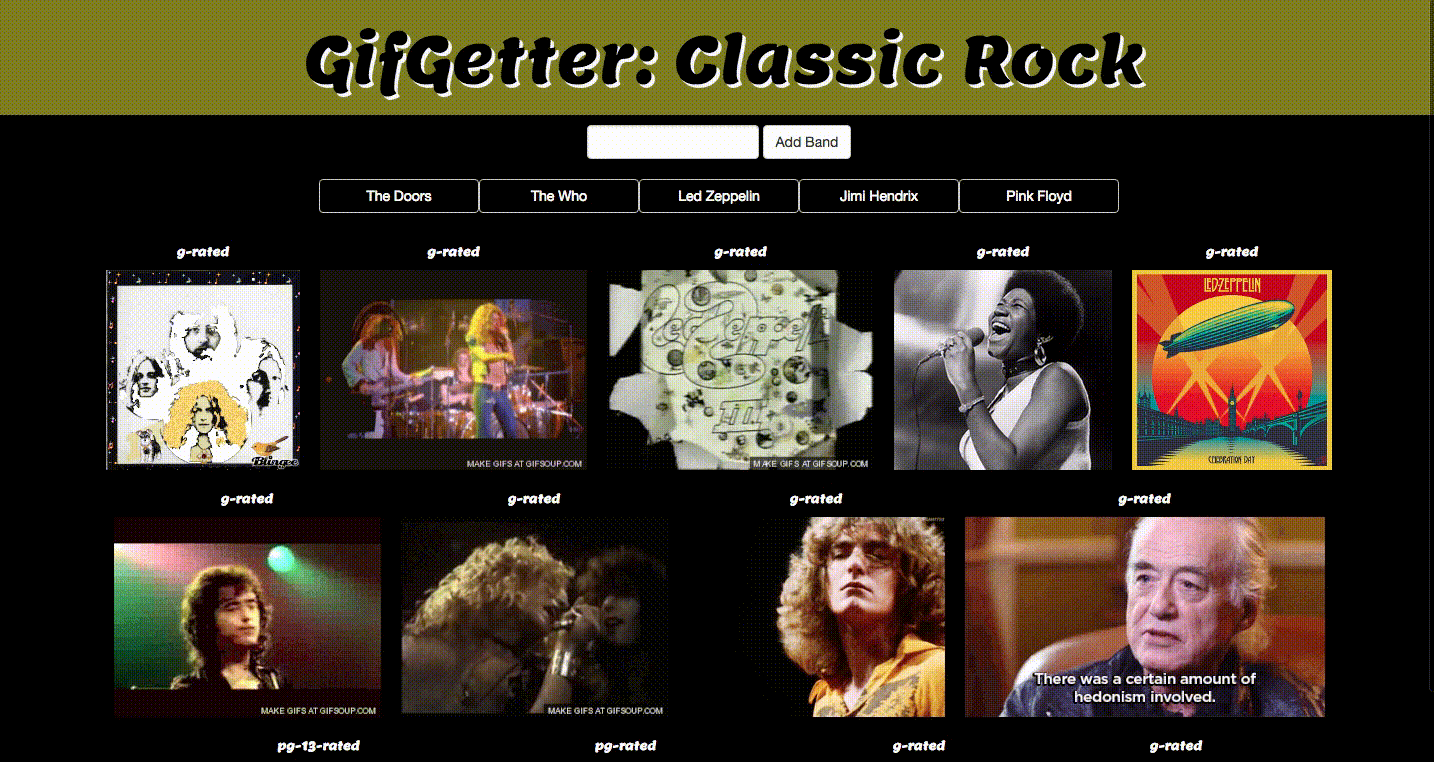 GifGetter: Classic Rock
Add Band
The Doors
The Who
Led Zeppelin
Jimi Hendrix
Pink Floyd
g-rated
g-rated
g-rated
g-rated
g-rated
Blingee
MAKE GIFS AT GIFSOUP.COM
Led Zeppelin
III
MAKE GIFS AT GIFSOUP.COM
LED ZEPPELIN
CELEBRATION DAY
g-rated
g-rated
g-rated
g-rated
MAKE GIFS AT GIFSOUP.COM
MAKE GIFS AT GIFSOUP.COM
There was a certain amount of
hedonism involved.
pg-13-rated
pg-rated
g-rated
g-rated